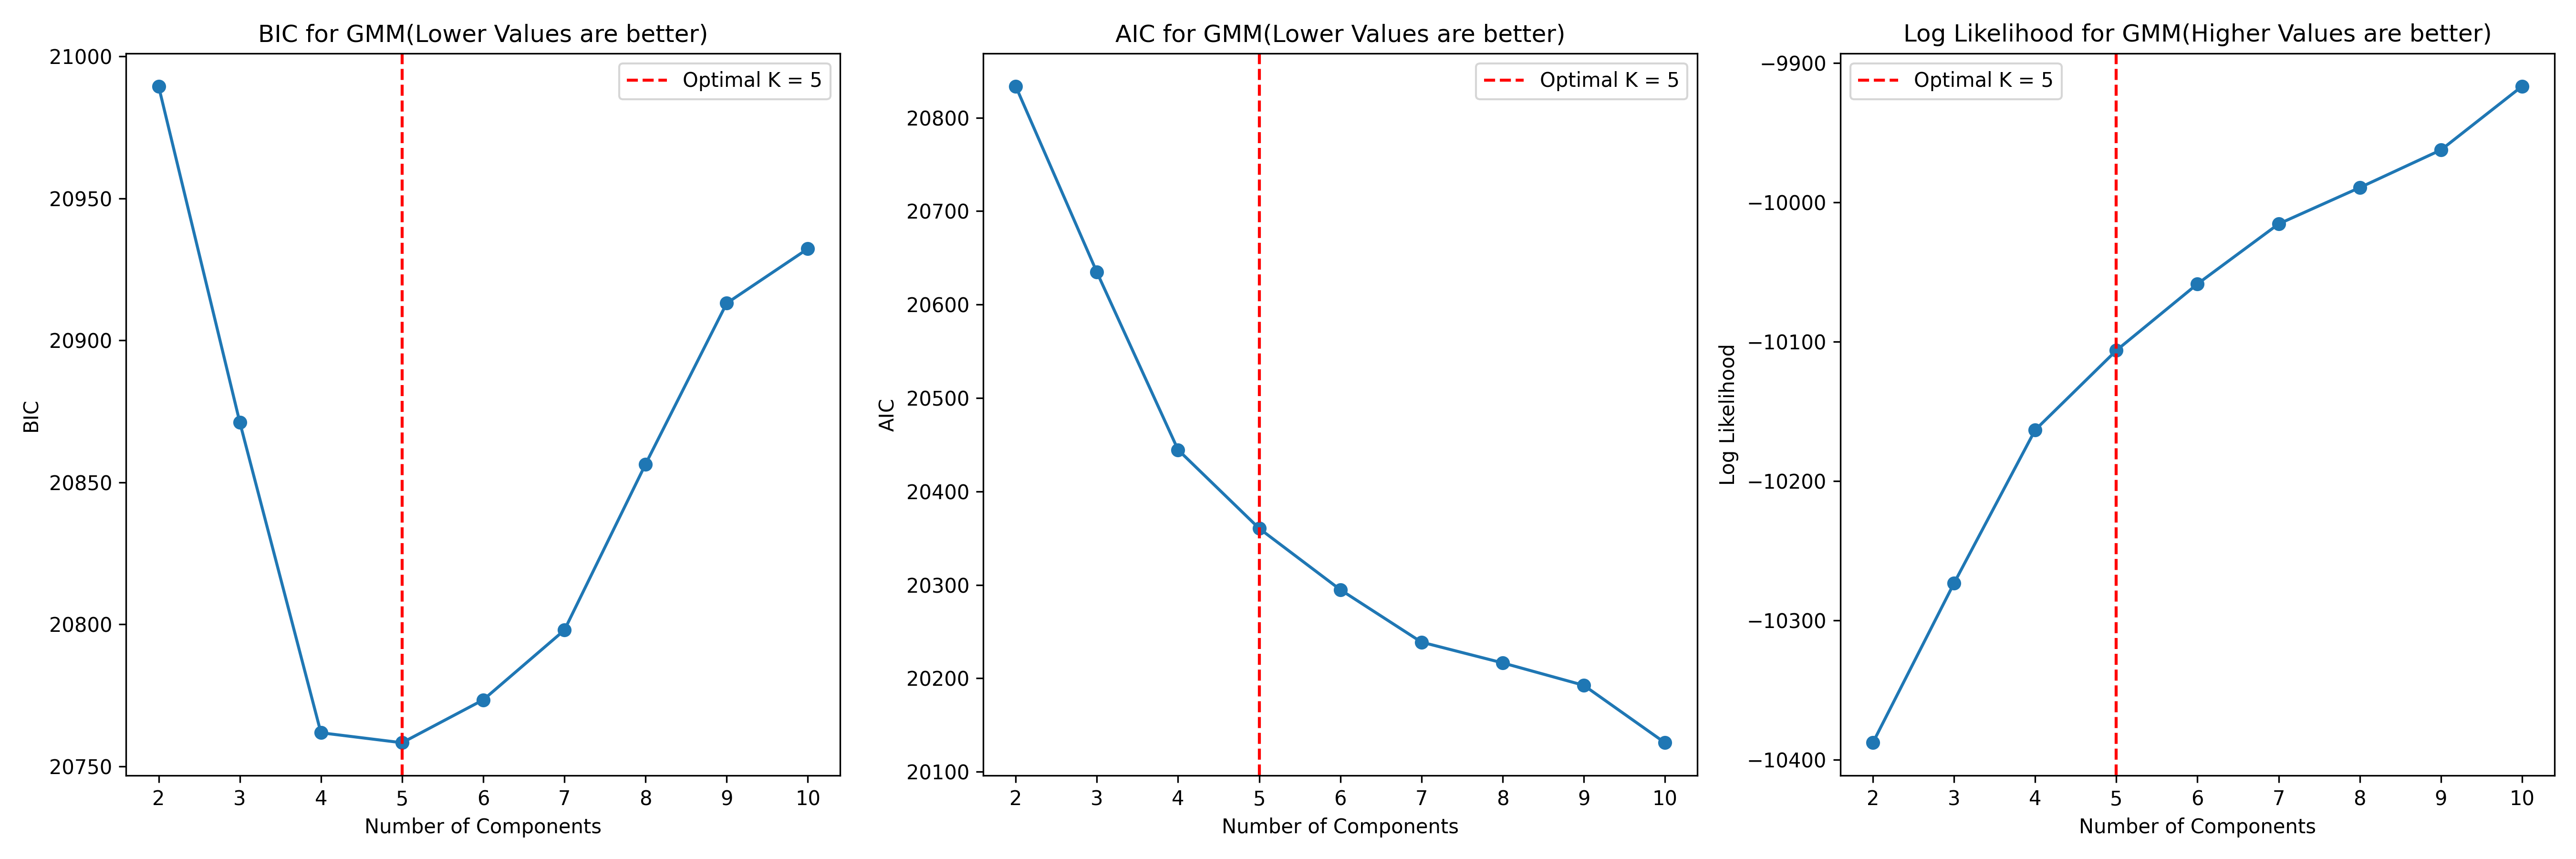 BIC for GMM(Lower Values are better)
Optimal K = 5
21000
20950
20900
20850
20800
20750
BIC
2 3 4 5 6 7 8 9 10
Number of Components
AIC for GMM(Lower Values are better)
Optimal K = 5
20800
20700
20600
20500
20400
20300
20200
20100
AIC
2 3 4 5 6 7 8 9 10
Number of Components
Log Likelihood for GMM(Higher Values are better)
Optimal K = 5
−9900
−10000
−10100
−10200
−10300
−10400
Log Likelihood
2 3 4 5 6 7 8 9 10
Number of Components